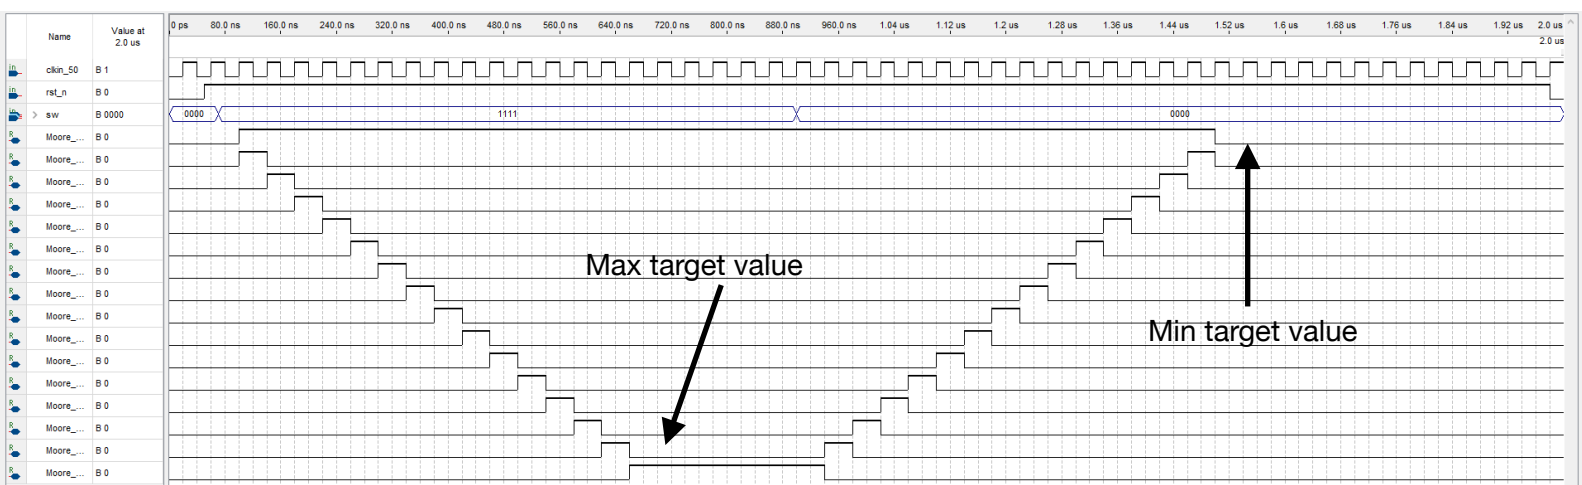 Name Value at 2.0 us
0 ps 80.0 ns 160.0 ns 240.0 ns 320.0 ns 400.0 ns 480.0 ns 560.0 ns 640.0 ns 720.0 ns 800.0 ns 880.0 ns 960.0 ns 1.04 us 1.12 us 1.2 us 1.28 us 1.36 us 1.44 us 1.52 us 1.6 us 1.68 us 1.76 us 1.84 us 1.92 us 2.0 us
2.0 us
in clkin_50 B 1
in rst_n B 0
in > sw B 0000 0000 1111 0000
R Moore_... B 0
R Moore_... B 0
R Moore_... B 0
R Moore_... B 0
R Moore_... B 0
R Moore_... B 0
Max target value
R Moore_... B 0
R Moore_... B 0
R Moore_... B 0
Min target value
R Moore_... B 0
R Moore_... B 0
R Moore_... B 0
R Moore_... B 0
R Moore_... B 0
R Moore_... B 0
R Moore_... B 0